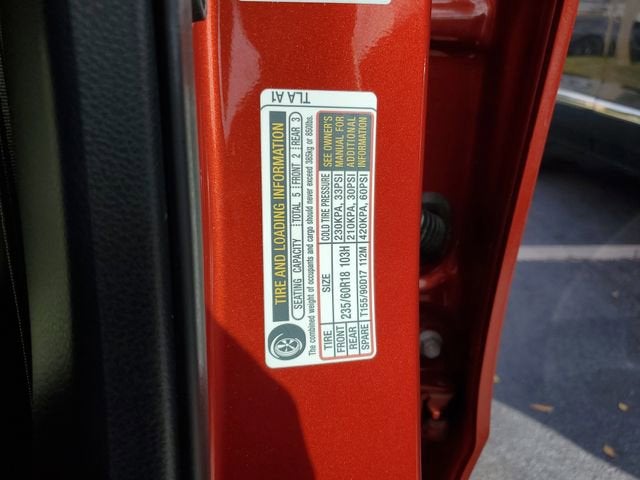 TLA A1
TIRE AND LOADING INFORMATION
SEATING CAPACITY TOTAL 5 FRONT 2 REAR 3
The combined weight of occupants and cargo should never exceed 385kg or 850lbs.
TIRE SIZE COLD TIRE PRESSURE SEE OWNER'S
FRONT 235/60R18 103H 230KPA, 33PSI MANUAL FOR
REAR 210KPA, 30PSI ADDITIONAL
SPARE T155/90D17 112M 420KPA, 60PSI INFORMATION